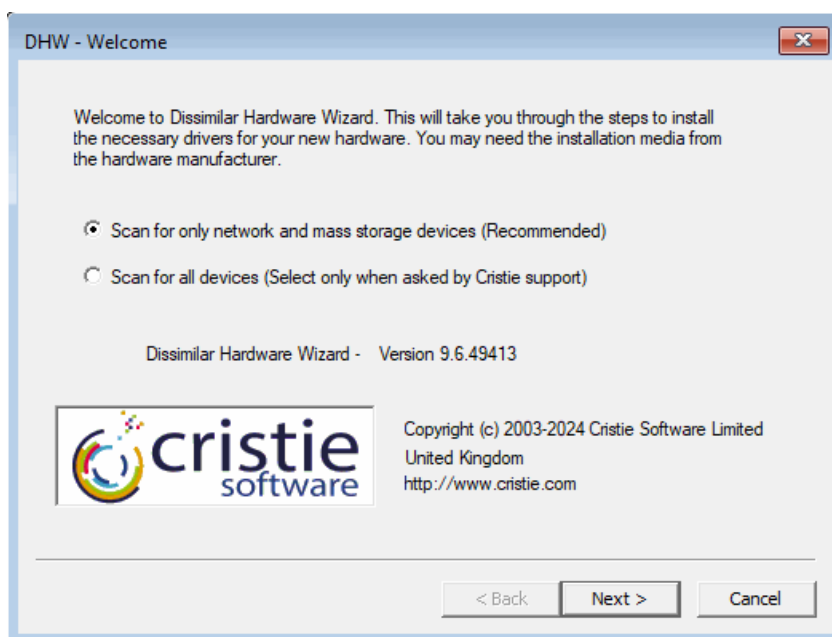 DHW - Welcome
Welcome to Dissimilar Hardware Wizard. This will take you through the steps to install
the necessary drivers for your new hardware. You may need the installation media from
the hardware manufacturer.
Scan for only network and mass storage devices (Recommended)
Scan for all devices (Select only when asked by Cristie support)
Dissimilar Hardware Wizard - Version 9.6.49413
cristie
software
Copyright (c) 2003-2024 Cristie Software Limited
United Kingdom
http://www.cristie.com
< Back
Next >
Cancel